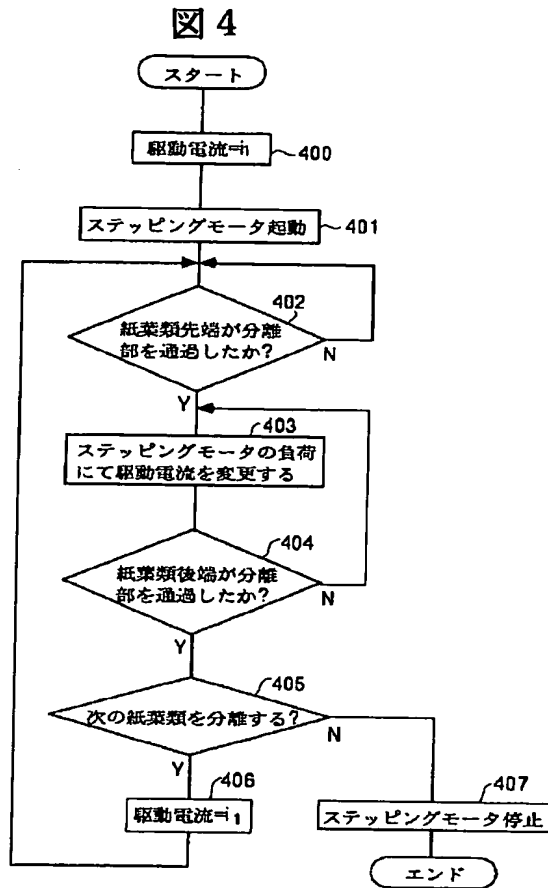 図4
スタート
駆動電流=i1
400
ステッピングモータ起動
401
402
紙葉類先端が分離
部を通過したか?
N
Y
403
ステッピングモータの負荷
にて駆動電流を変更する
404
紙葉類後端が分離
部を通過したか?
N
Y
405
次の紙葉類を分離する?
N
Y
406
駆動電流=i1
407
ステッピングモータ停止
エンド